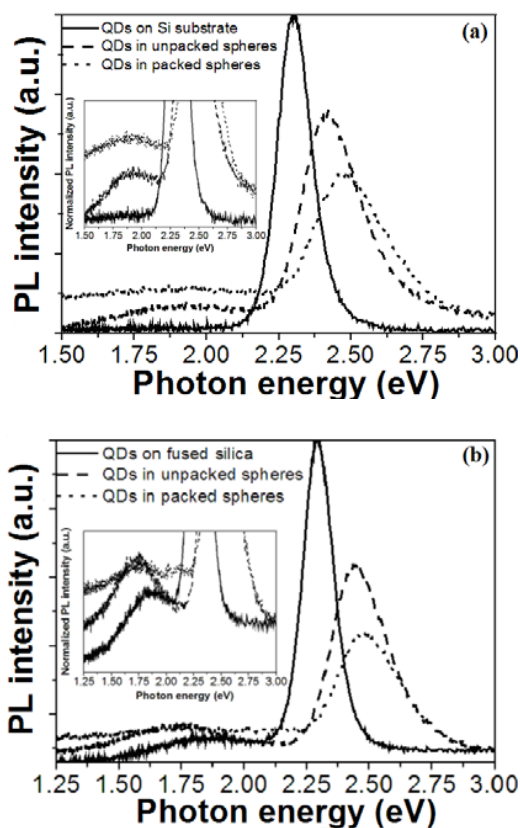 (a)
QDs on Si substrate
QDs in unpacked spheres
QDs in packed spheres
Normalized PL intensity (a.u.)
1.50 1.75 2.00 2.25 2.50 2.75 3.00
Photon energy (eV)
PL intensity (a.u.)
1.50 1.75 2.00 2.25 2.50 2.75 3.00
Photon energy (eV)
(b)
QDs on fused silica
QDs in unpacked spheres
QDs in packed spheres
Normalized PL intensity (a.u.)
1.25 1.50 1.75 2.00 2.25 2.50 2.75 3.00
Photon energy (eV)
PL intensity (a.u.)
1.25 1.50 1.75 2.00 2.25 2.50 2.75 3.00
Photon energy (eV)